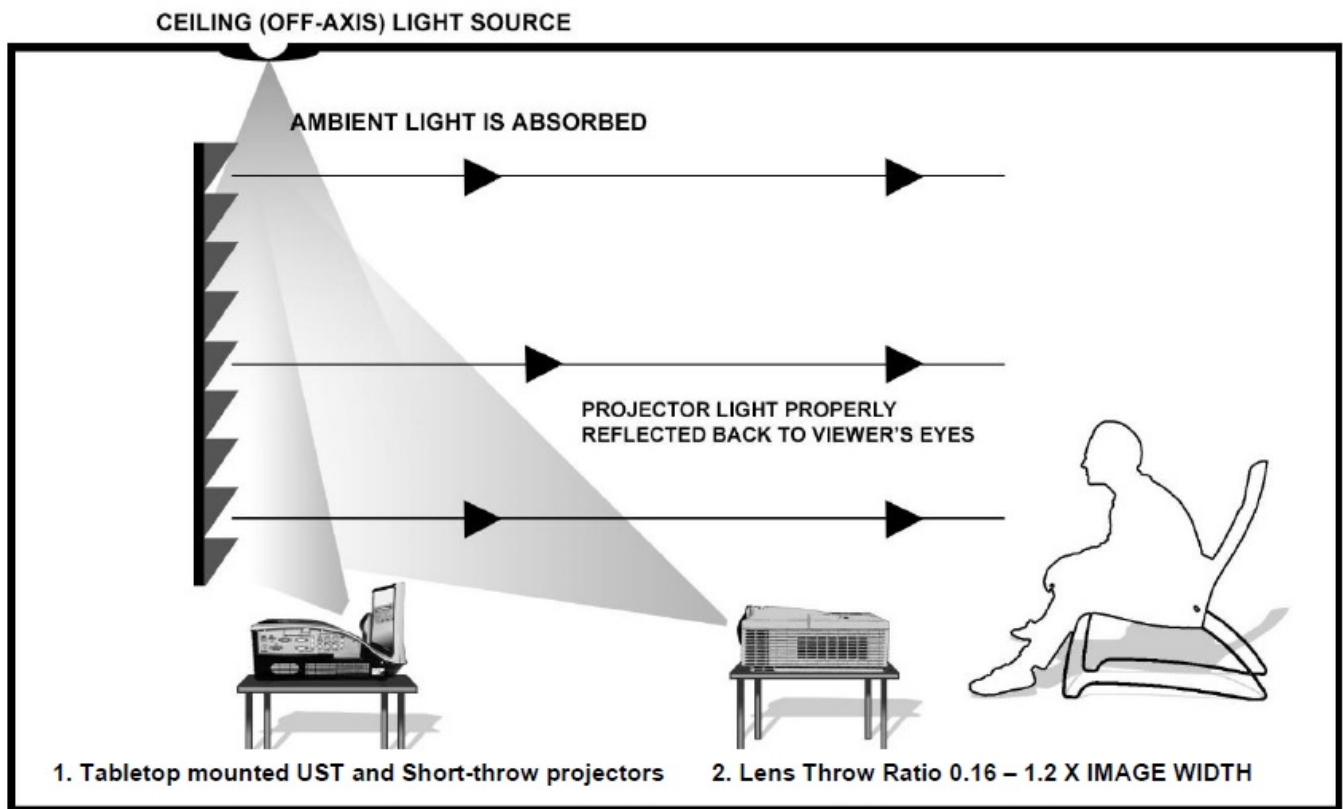 CEILING (OFF-AXIS) LIGHT SOURCE
AMBIENT LIGHT IS ABSORBED
PROJECTOR LIGHT PROPERLY
REFLECTED BACK TO VIEWER'S EYES
1. Tabletop mounted UST and Short-throw projectors
2. Lens Throw Ratio 0.16 – 1.2 X IMAGE WIDTH